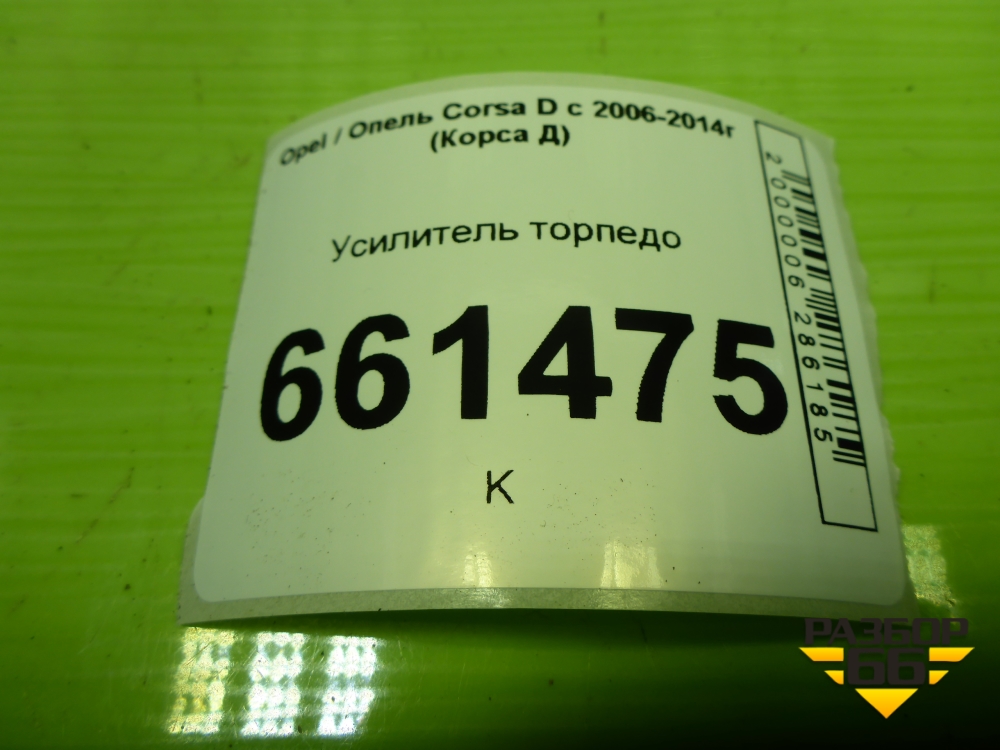 Opel / Опель Corsa D с 2006-2014г
(Корса Д)
Усилитель торпедо
661475
К
2000006286185
РАЗБОР
66